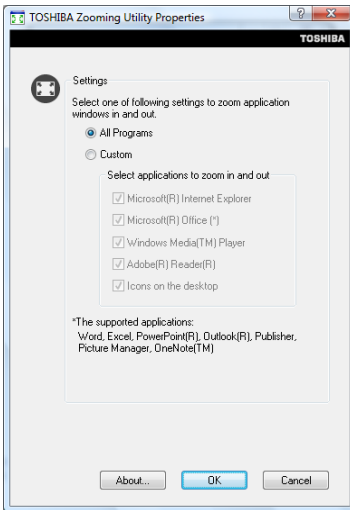 TOSHIBA Zooming Utility Properties
TOSHIBA
Settings
Select one of following settings to zoom application
windows in and out.
All Programs
Custom
Select applications to zoom in and out
Microsoft(R) Internet Explorer
Microsoft(R) Office (*)
Windows Media(TM) Player
Adobe(R) Reader(R)
Icons on the desktop
*The supported applications:
Word, Excel, PowerPoint(R), Outlook(R), Publisher,
Picture Manager, OneNote(TM)
About... OK Cancel